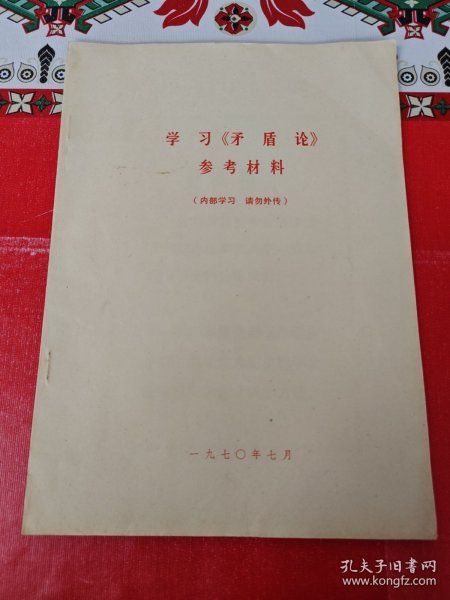 学 习《矛 盾 论》
参考材料
（内部学习 请勿外传）
一九七〇年七月
孔夫子旧书网
www.kongfz.com